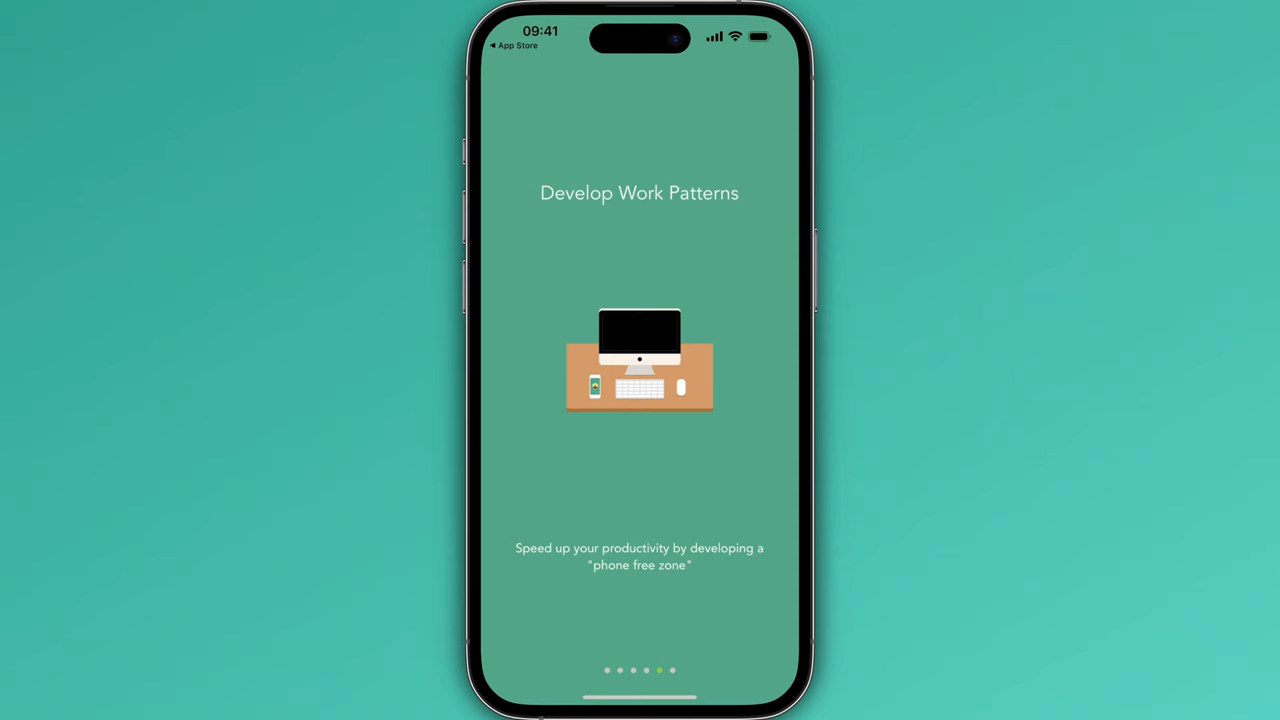 09:41
◀ App Store
Develop Work Patterns
Speed up your productivity by developing a
"phone free zone"